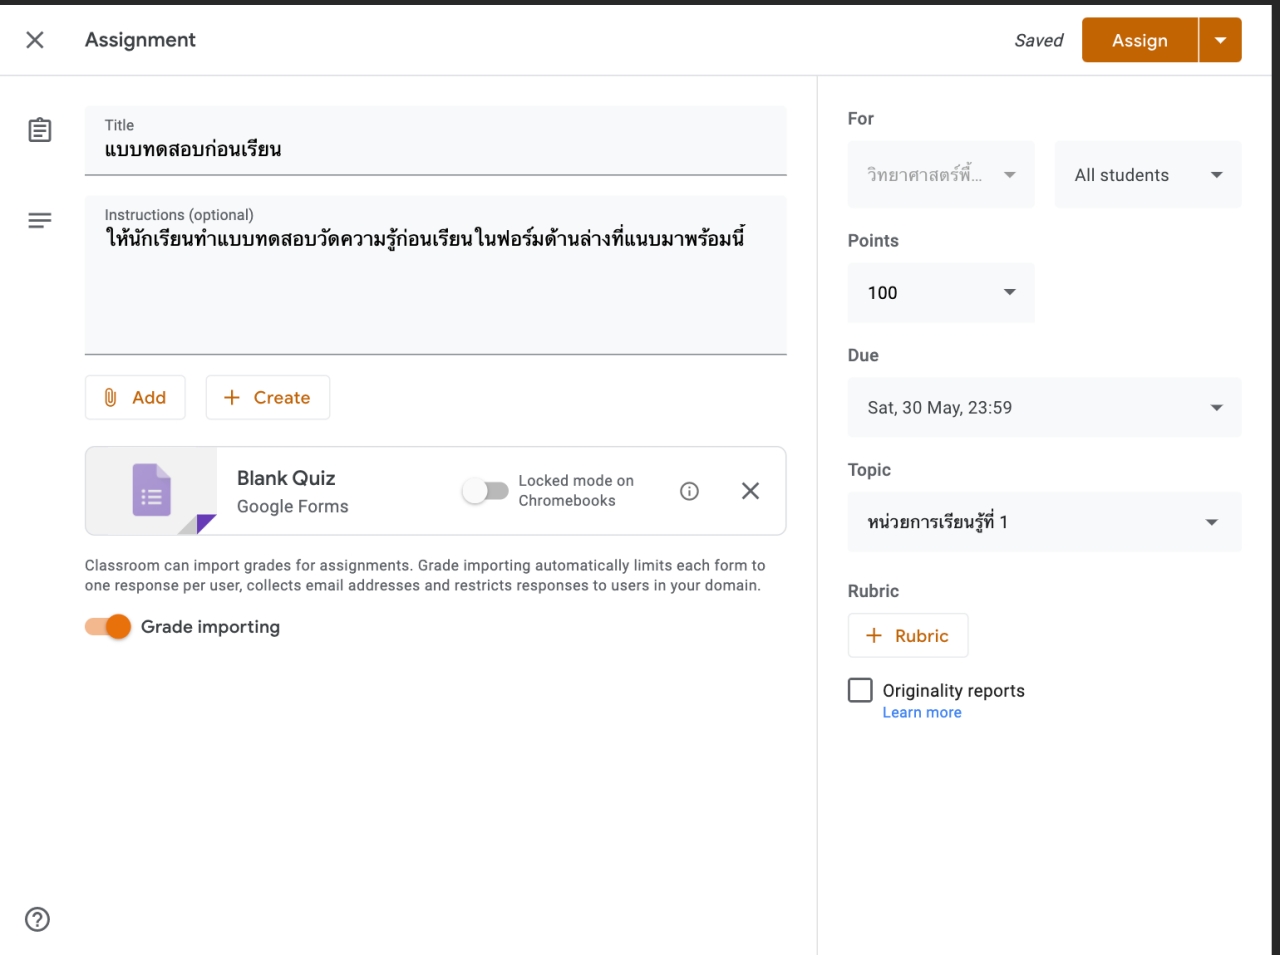 Assignment
Saved
Assign
Title
แบบทดสอบก่อนเรียน
Instructions (optional)
ให้นักเรียนทำแบบทดสอบวัดความรู้ก่อนเรียนในฟอร์มด้านล่างที่แนบมาพร้อมนี้
Add
Create
Blank Quiz
Google Forms
Locked mode on
Chromebooks
Classroom can import grades for assignments. Grade importing automatically limits each form to
one response per user, collects email addresses and restricts responses to users in your domain.
Grade importing
For
วิทยาศาสตร์พื้...
All students
Points
100
Due
Sat, 30 May, 23:59
Topic
หน่วยการเรียนรู้ที่ 1
Rubric
Rubric
Originality reports
Learn more